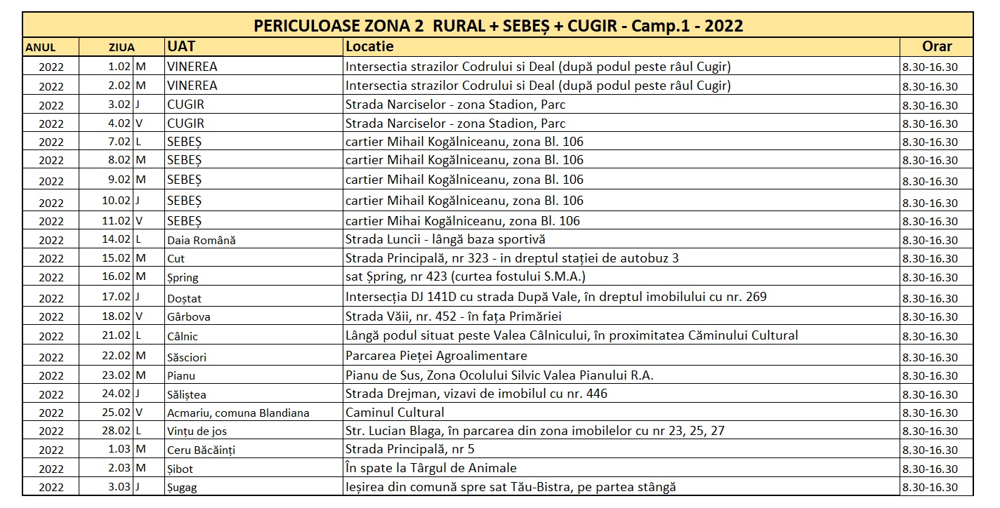 PERICULOASE ZONA 2  RURAL + SEBEȘ + CUGIR - Camp.1 - 2022
ANUL ZIUA UAT Locatie Orar
2022 1.02 M VINEREA Intersectia strazilor Codrului si Deal (după podul peste râul Cugir) 8.30-16.30
2022 2.02 M VINEREA Intersectia strazilor Codrului si Deal (după podul peste râul Cugir) 8.30-16.30
2022 3.02 J CUGIR Strada Narciselor - zona Stadion, Parc 8.30-16.30
2022 4.02 V CUGIR Strada Narciselor - zona Stadion, Parc 8.30-16.30
2022 7.02 L SEBEȘ cartier Mihail Kogălniceanu, zona Bl. 106 8.30-16.30
2022 8.02 M SEBEȘ cartier Mihail Kogălniceanu, zona Bl. 106 8.30-16.30
2022 9.02 M SEBEȘ cartier Mihail Kogălniceanu, zona Bl. 106 8.30-16.30
2022 10.02 J SEBEȘ cartier Mihail Kogălniceanu, zona Bl. 106 8.30-16.30
2022 11.02 V SEBEȘ cartier Mihai Kogălniceanu, zona Bl. 106 8.30-16.30
2022 14.02 L Daia Română Strada Luncii - lângă baza sportivă 8.30-16.30
2022 15.02 M Cut Strada Principală, nr 323 - in dreptul stației de autobuz 3 8.30-16.30
2022 16.02 M Șpring sat Șpring, nr 423 (curtea fostului S.M.A.) 8.30-16.30
2022 17.02 J Doștat Intersecția DJ 141D cu strada După Vale, în dreptul imobilului cu nr. 269 8.30-16.30
2022 18.02 V Gârbova Strada Văii, nr. 452 - în fața Primăriei 8.30-16.30
2022 21.02 L Câlnic Lângă podul situat peste Valea Câlnicului, în proximitatea Căminului Cultural 8.30-16.30
2022 22.02 M Săsciori Parcarea Pieței Agroalimentare 8.30-16.30
2022 23.02 M Pianu Pianu de Sus, Zona Ocolului Silvic Valea Pianului R.A. 8.30-16.30
2022 24.02 J Săliștea Strada Drejman, vizavi de imobilul cu nr. 446 8.30-16.30
2022 25.02 V Acmariu, comuna Blandiana Caminul Cultural 8.30-16.30
2022 28.02 L Vințu de jos Str. Lucian Blaga, în parcarea din zona imobilelor cu nr 23, 25, 27 8.30-16.30
2022 1.03 M Ceru Băcăinți Strada Principală, nr 5 8.30-16.30
2022 2.03 M Șibot În spate la Târgul de Animale 8.30-16.30
2022 3.03 J Șugag Ieșirea din comună spre sat Tău-Bistra, pe partea stângă 8.30-16.30